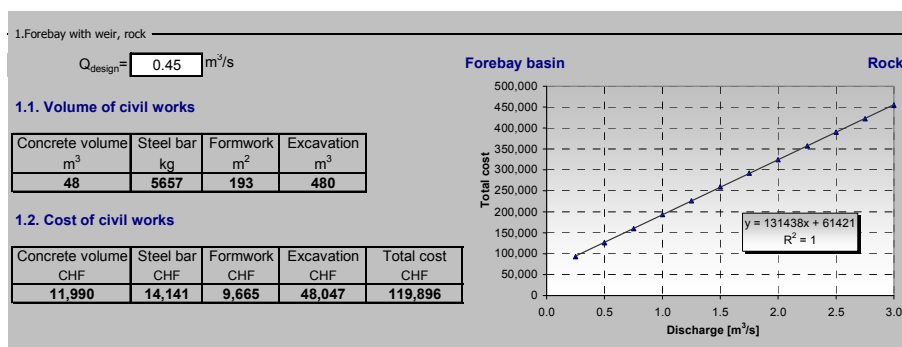 1.Forebay with weir, rock
Qdesign= 0.45 m³/s
1.1. Volume of civil works
Concrete volume Steel bar Formwork Excavation
m³ kg m² m³
48 5657 193 480
1.2. Cost of civil works
Concrete volume Steel bar Formwork Excavation Total cost
CHF CHF CHF CHF CHF
11,990 14,141 9,665 48,047 119,896
Forebay basin Rock
500,000
450,000
400,000
350,000
300,000
250,000
200,000
150,000
100,000
50,000
0
Total cost
y = 131438x + 61421
R² = 1
0.0 0.5 1.0 1.5 2.0 2.5 3.0
Discharge [m³/s]